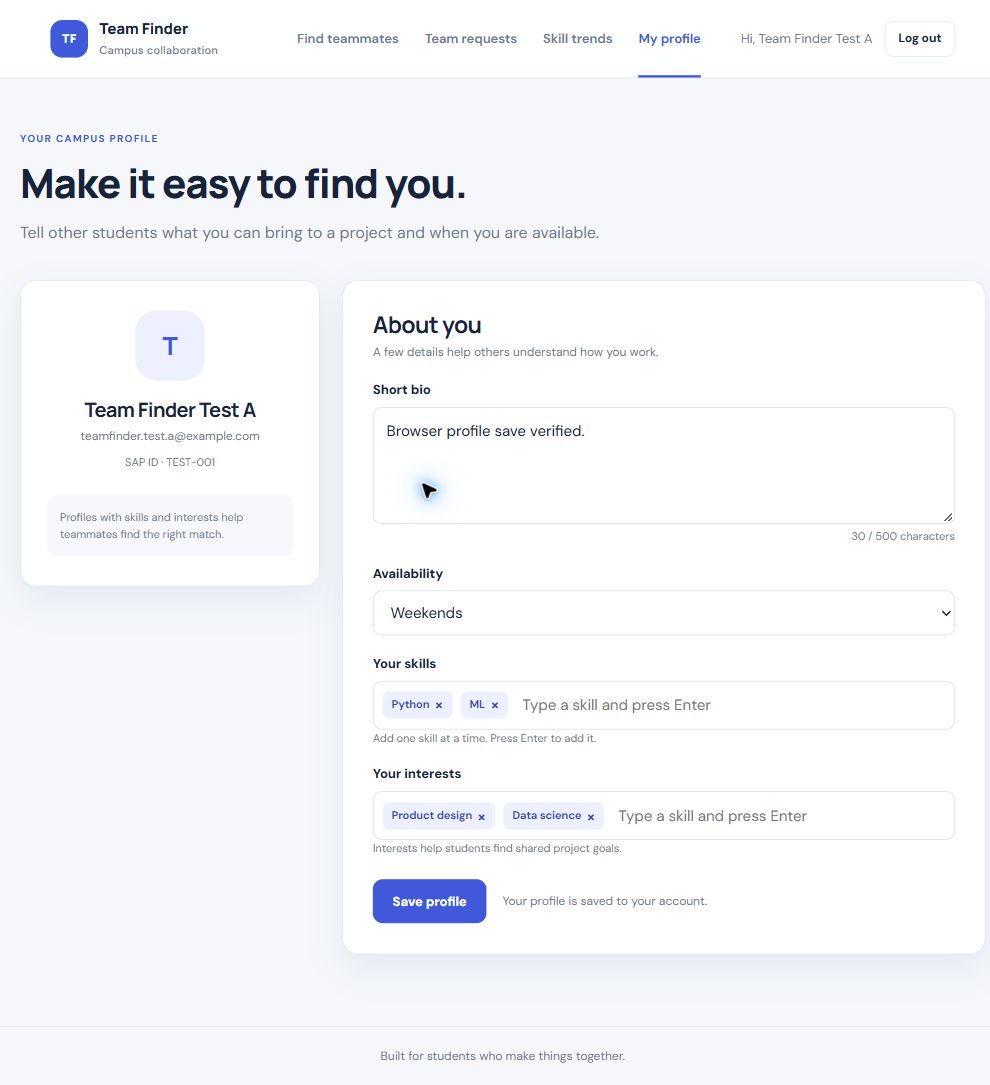 TF
Team Finder
Campus collaboration
Find teammates
Team requests
Skill trends
My profile
Hi, Team Finder Test A
Log out
YOUR CAMPUS PROFILE
Make it easy to find you.
Tell other students what you can bring to a project and when you are available.
T
Team Finder Test A
teamfinder.test.a@example.com
SAP ID · TEST-001
Profiles with skills and interests help
teammates find the right match.
About you
A few details help others understand how you work.
Short bio
Browser profile save verified.
30 / 500 characters
Availability
Weekends
Your skills
Python ×
ML ×
Type a skill and press Enter
Add one skill at a time. Press Enter to add it.
Your interests
Product design ×
Data science ×
Type a skill and press Enter
Interests help students find shared project goals.
Save profile
Your profile is saved to your account.
Built for students who make things together.